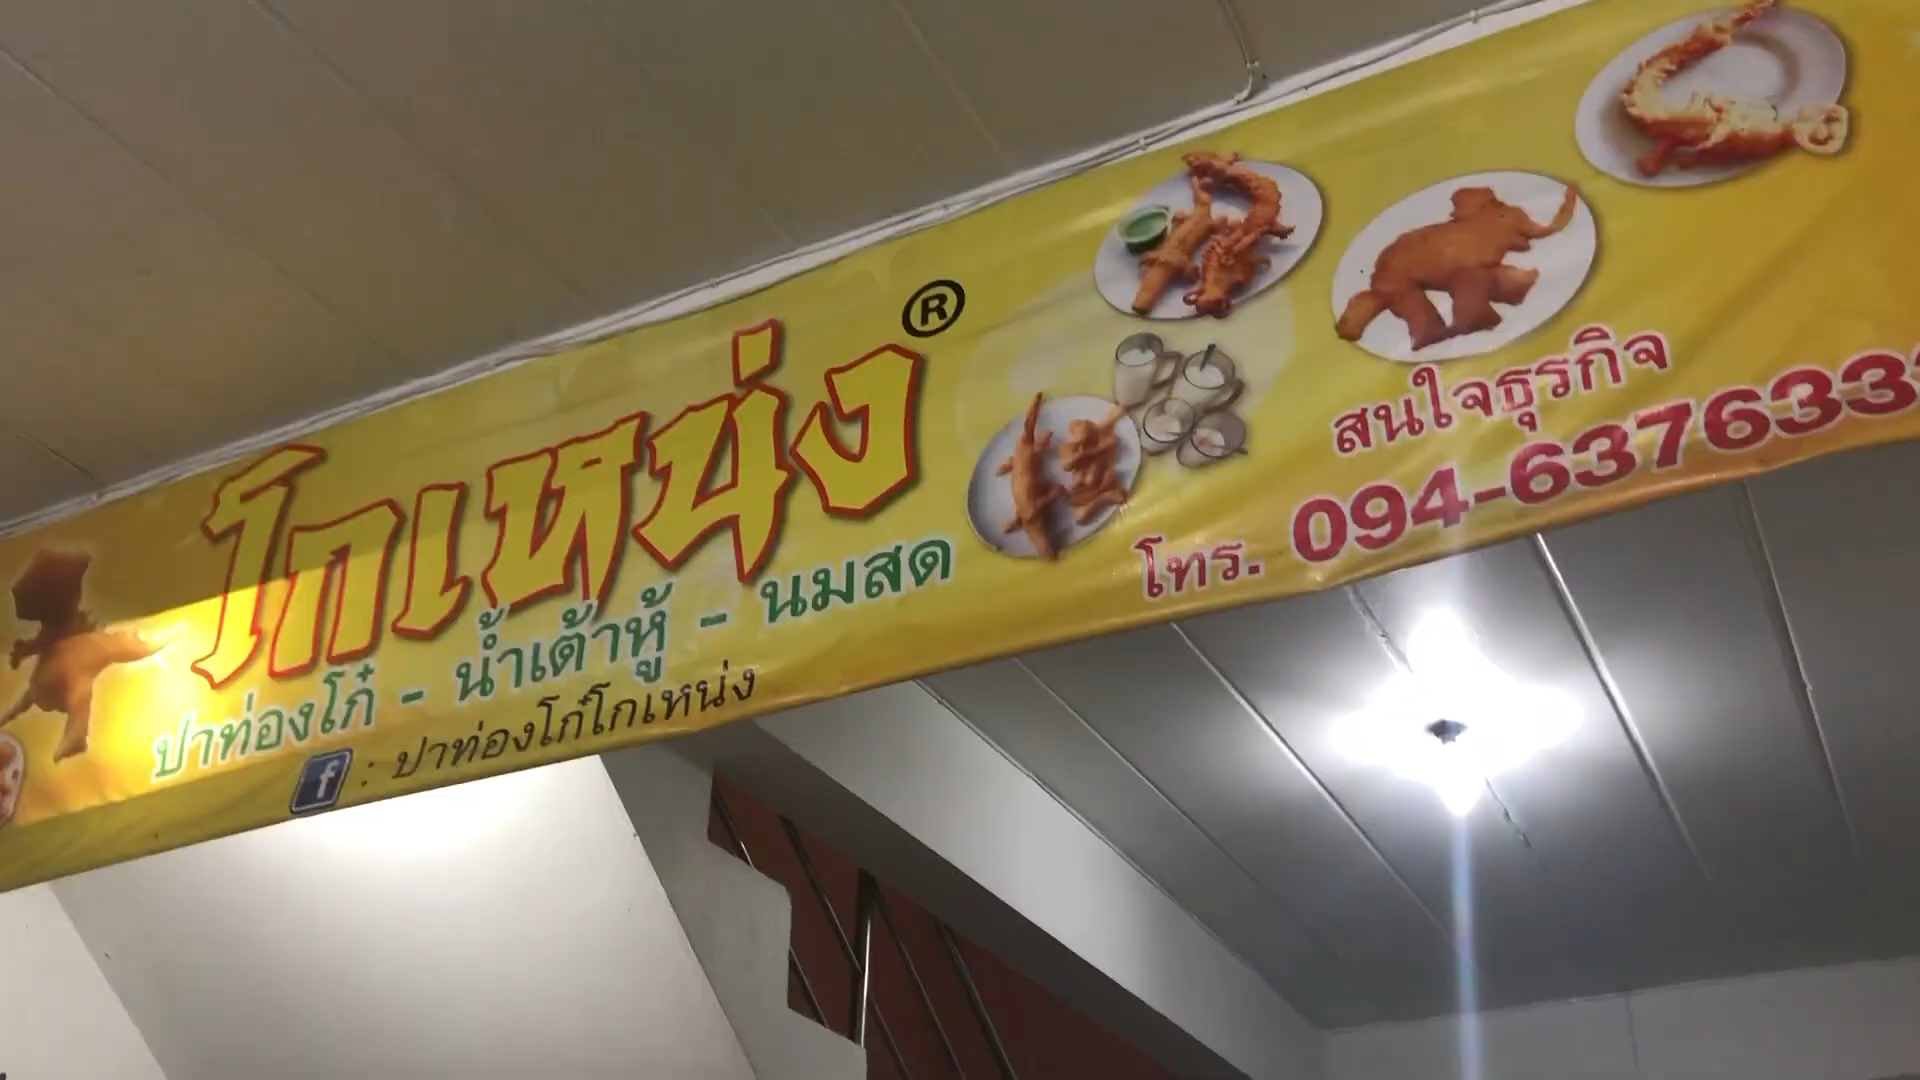 โกเหน่ง ®
ปาท่องโก๋ - น้ำเต้าหู้ - นมสด
f : ปาท่องโก๋โกเหน่ง
สนใจธุรกิจ
โทร. 094-637633